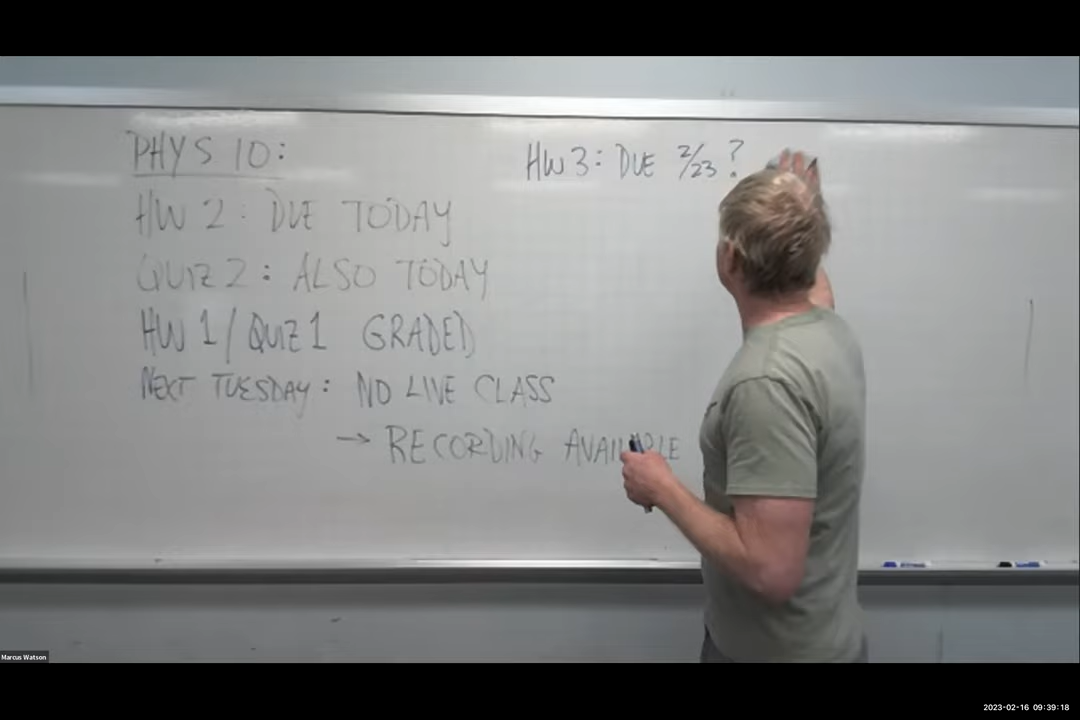 PHYS 10:
HW 2: DUE TODAY
QUIZ 2: ALSO TODAY
HW 1/QUIZ 1 GRADED
NEXT TUESDAY: NO LIVE CLASS
→ RECORDING AVAILABLE
HW 3: DUE 2/23 ?
Marcus Watson
2023-02-16 09:39:18